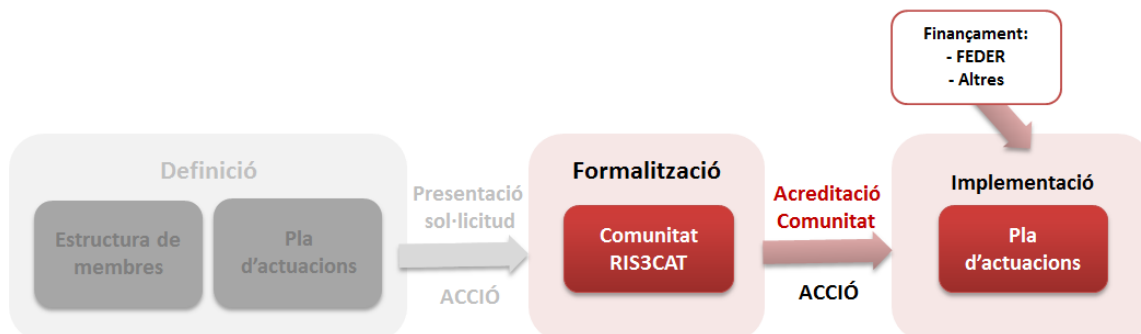 Finançament:
- FEDER
- Altres
Definició
Estructura de
membres
Pla
d'actuacions
Presentació
sol·licitud
ACCIÓ
Formalització
Comunitat
RIS3CAT
Acreditació
Comunitat
ACCIÓ
Implementació
Pla
d'actuacions